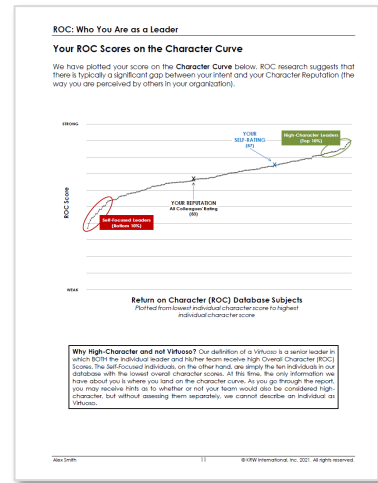 ROC: Who You Are as a Leader
Your ROC Scores on the Character Curve
We have plotted your score on the Character Curve below. ROC research suggests that
there is typically a significant gap between your intent and your Character Reputation (the
way you are perceived by others in your organization).
STRONG
YOUR
SELF-RATING
(87)
High-Character Leaders
(Top 10%)
X
X
YOUR REPUTATION
All Colleagues' Rating
(80)
Self-Focused Leaders
(Bottom 10%)
ROC Score
WEAK
Return on Character (ROC) Database Subjects
Plotted from lowest individual character score to highest
individual character score
Why High-Character and not Virtuoso? Our definition of a Virtuoso is a senior leader in
which BOTH the individual leader and his/her team receive high Overall Character (ROC)
Scores. The Self-Focused individuals, on the other hand, are simply the ten individuals in our
database with the lowest overall character scores. At this time, the only information we
have about you is where you land on the character curve. As you go through the report,
you may receive hints as to whether or not your team would also be considered high-
character, but without assessing them separately, we cannot describe an individual as
Virtuoso.
Alex Smith
© KRW International, Inc. 2021. All rights reserved.